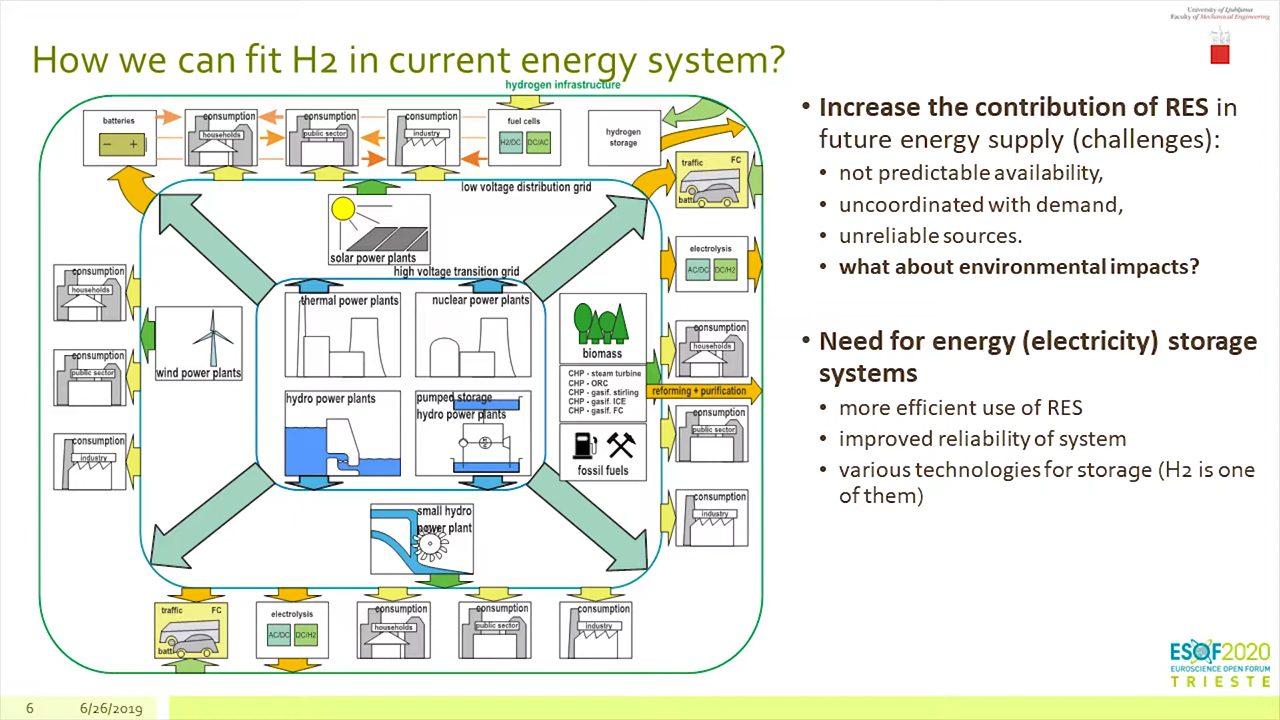 University of Ljubljana
Faculty of Mechanical Engineering
How we can fit H2 in current energy system?
hydrogen infrastructure
batteries
consumption
households
consumption
public sector
consumption
industry
fuel cells
H2/DC
DC/AC
hydrogen
storage
low voltage distribution grid
traffic
FC
batt
solar power plants
high voltage transition grid
electrolysis
AC/DC
DC/H2
consumption
households
thermal power plants
nuclear power plants
biomass
consumption
households
wind power plants
consumption
public sector
CHP - steam turbine
CHP - ORC
CHP - gasif. stirling
CHP - gasif. ICE
CHP - gasif. FC
reforming + purification
hydro power plants
pumped storage
hydro power plants
consumption
public sector
consumption
industry
fossil fuels
consumption
industry
small hydro
power plant
traffic
FC
batt
electrolysis
AC/DC
DC/H2
consumption
households
consumption
public sector
consumption
industry
• Increase the contribution of RES in
future energy supply (challenges):
• not predictable availability,
• uncoordinated with demand,
• unreliable sources.
• what about environmental impacts?
• Need for energy (electricity) storage
systems
• more efficient use of RES
• improved reliability of system
• various technologies for storage (H2 is one
of them)
ESOF2020
EUROSCIENCE OPEN FORUM
TRIESTE
6
6/26/2019